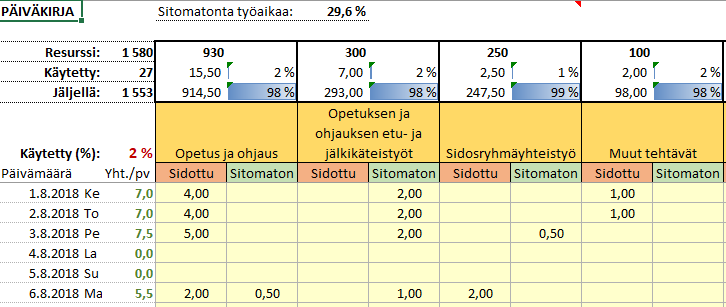 PÄIVÄKIRJA Sitomatonta työaikaa: 29,6 %
Resurssi: 1 580 930 300 250 100
Käytetty: 27 15,50 2 % 7,00 2 % 2,50 1 % 2,00 2 %
Jäljellä: 1 553 914,50 98 % 293,00 98 % 247,50 99 % 98,00 98 %
Opetuksen ja
ohjauksen etu- ja
Käytetty (%): 2 % Opetus ja ohjaus jälkikäteistyöt Sidosryhmäyhteistyö Muut tehtävät
Päivämäärä Yht./pv Sidottu Sitomaton Sidottu Sitomaton Sidottu Sitomaton Sidottu Sitomaton
1.8.2018 Ke 7,0 4,00 2,00 1,00
2.8.2018 To 7,0 4,00 2,00 1,00
3.8.2018 Pe 7,5 5,00 2,00 0,50
4.8.2018 La 0,0
5.8.2018 Su 0,0
6.8.2018 Ma 5,5 2,00 0,50 1,00 2,00